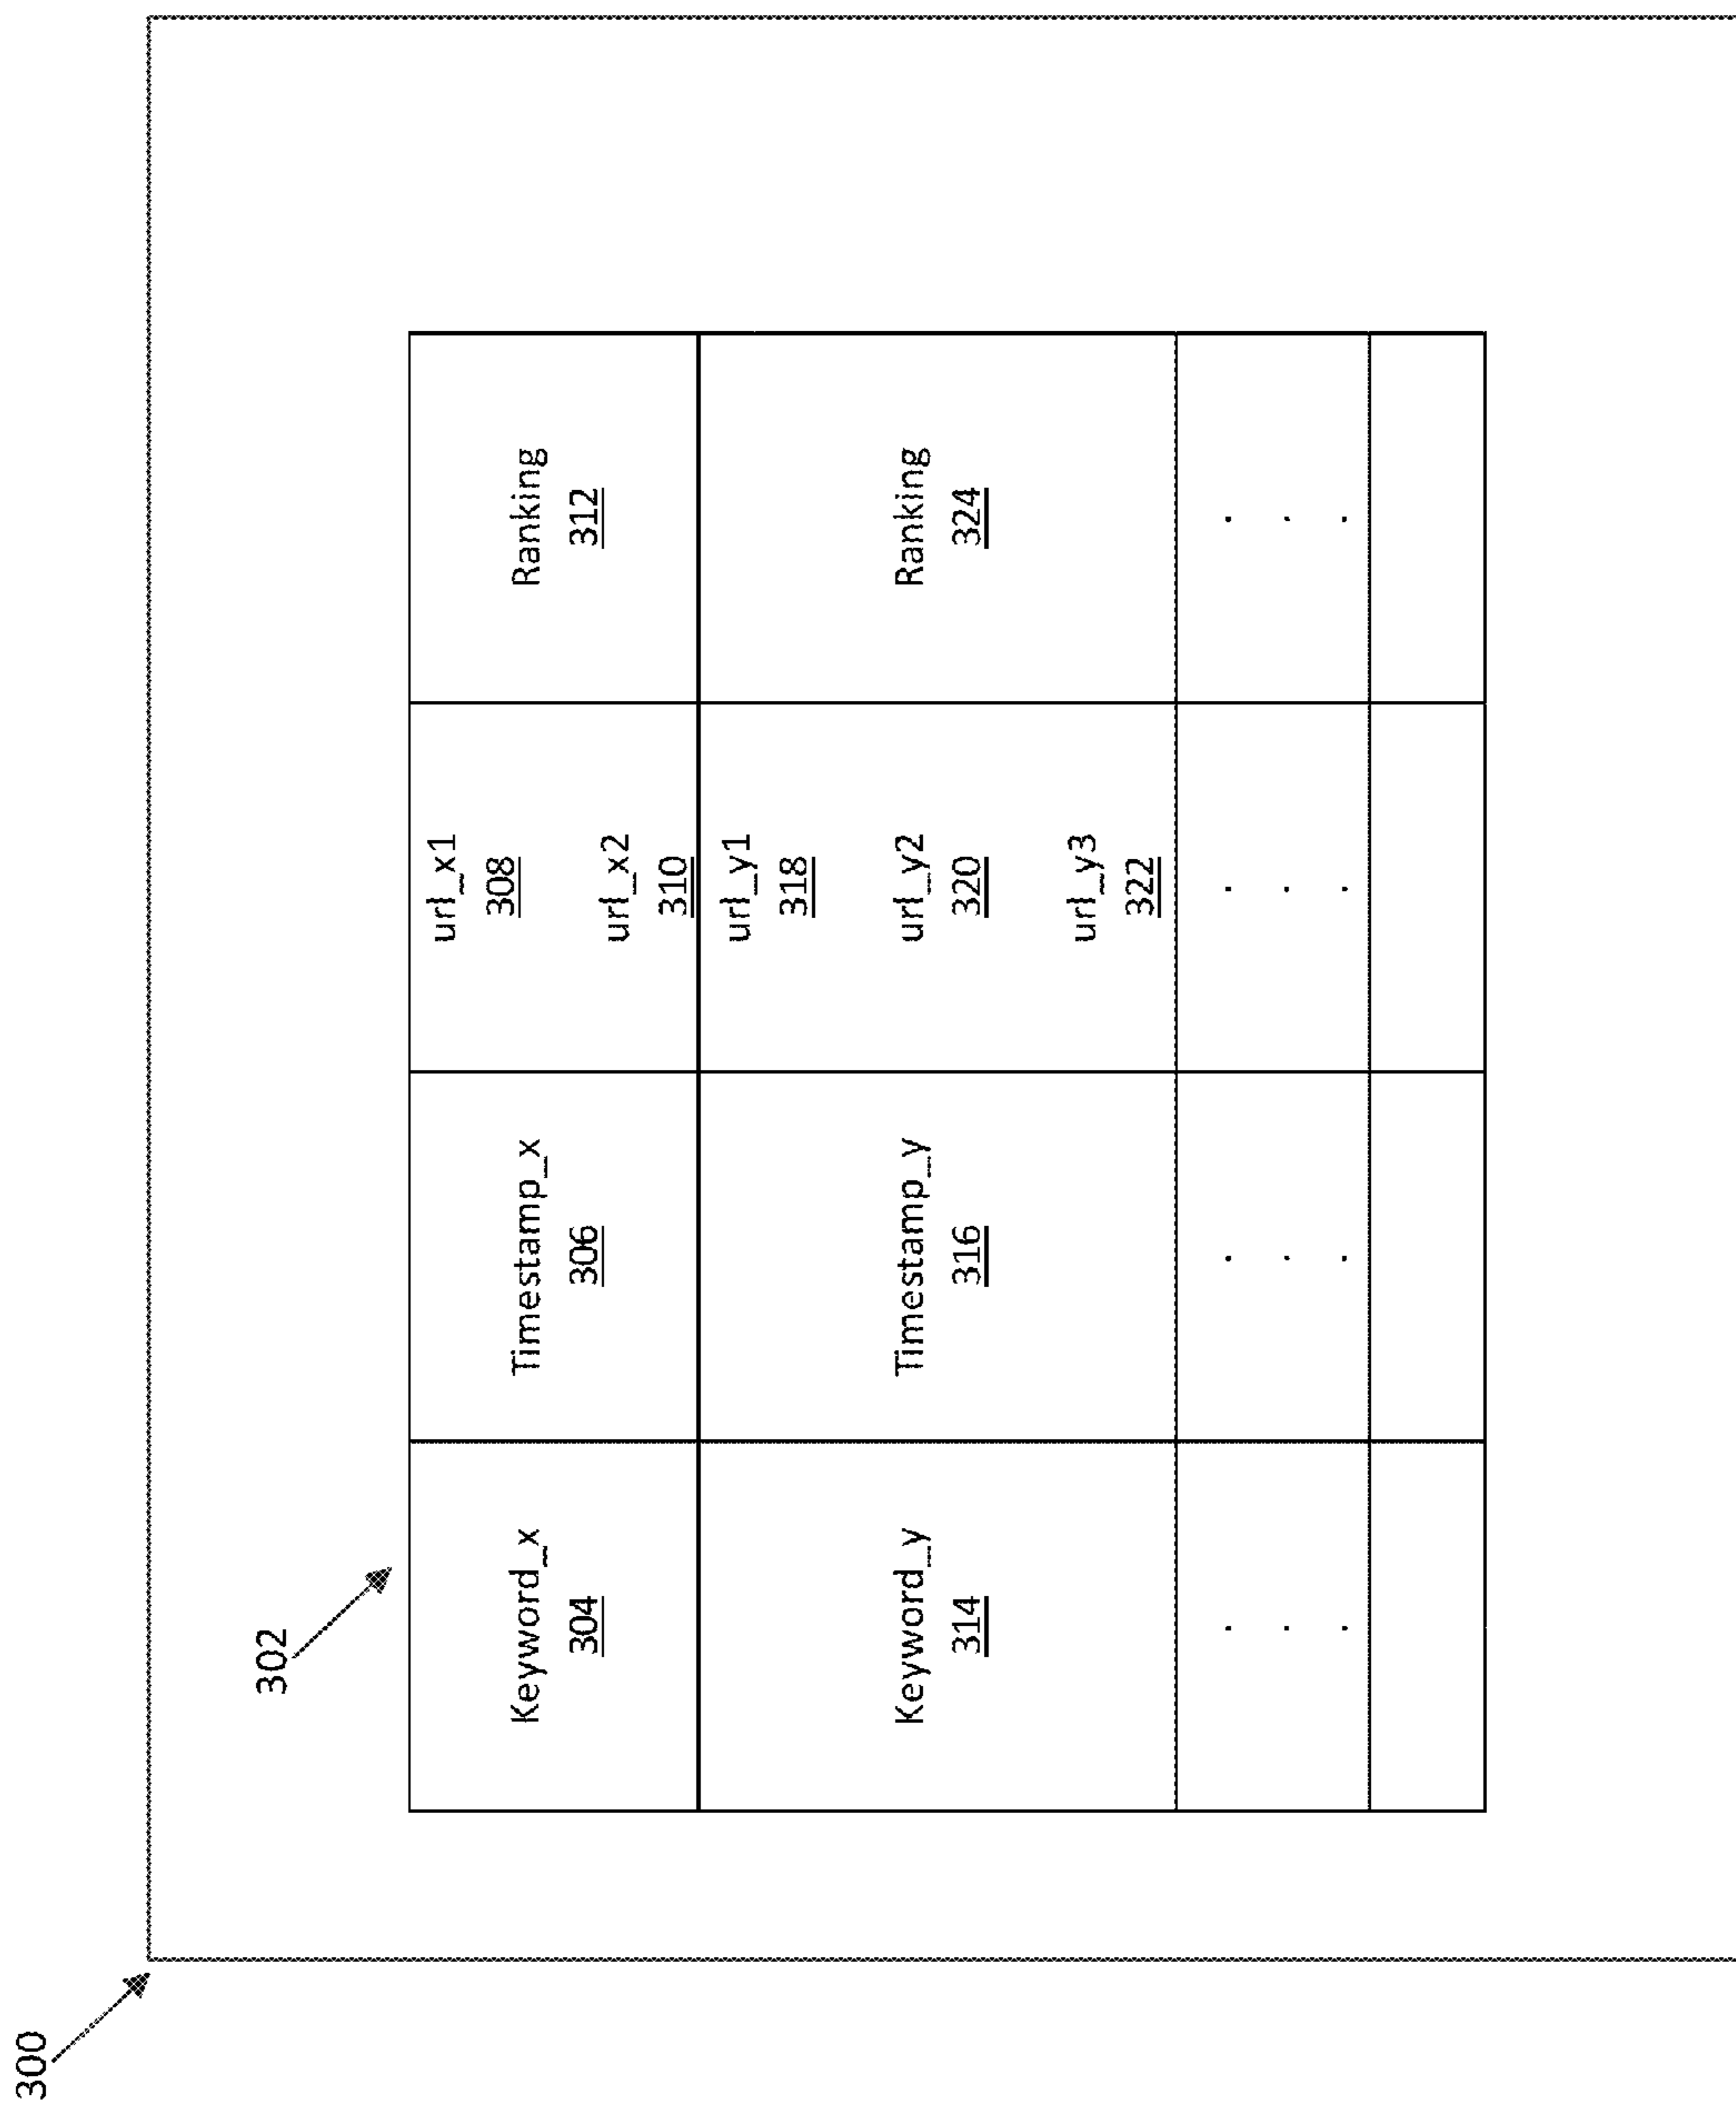 300
302
Keyword_x
304
Timestamp_x
306
url_x1
308
url_x2
310
Ranking
312
Keyword_y
314
Timestamp_y
316
url_y1
318
url_y2
320
url_y3
322
Ranking
324
. . . .
. . . .
. . . .